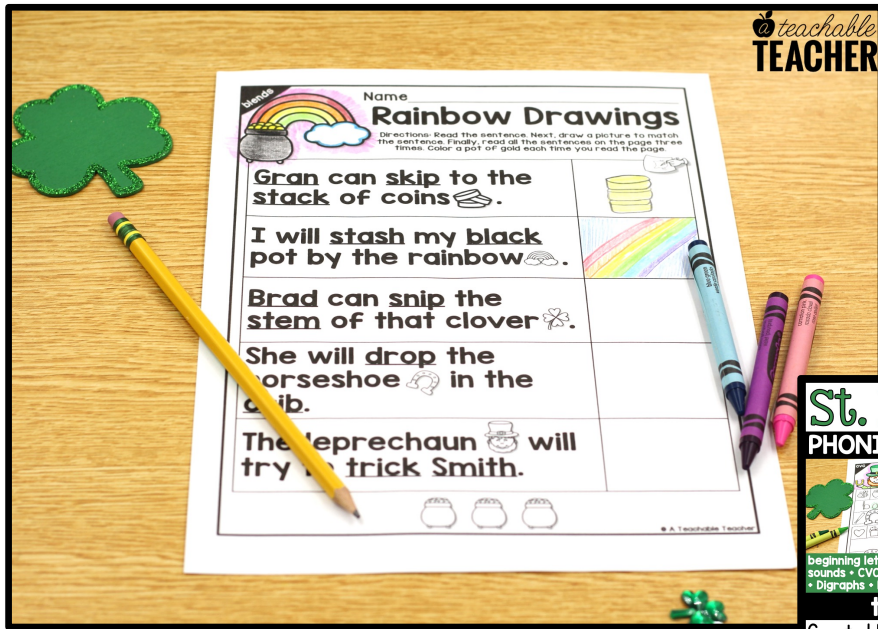 a teachable
TEACHER
blends
Name
Rainbow Drawings
Directions: Read the sentence. Next, draw a picture to match
the sentence. Finally, read all the sentences on the page three
times. Color a pot of gold each time you read the page.
Gran can skip to the
stack of coins.
I will stash my black
pot by the rainbow.
Brad can snip the
stem of that clover.
She will drop the
orseshoe in the
ib.
The leprechaun will
try trick Smith.
© A Teachable Teacher
St.
PHONI
beginning let
sounds • CVC
• Digraphs •